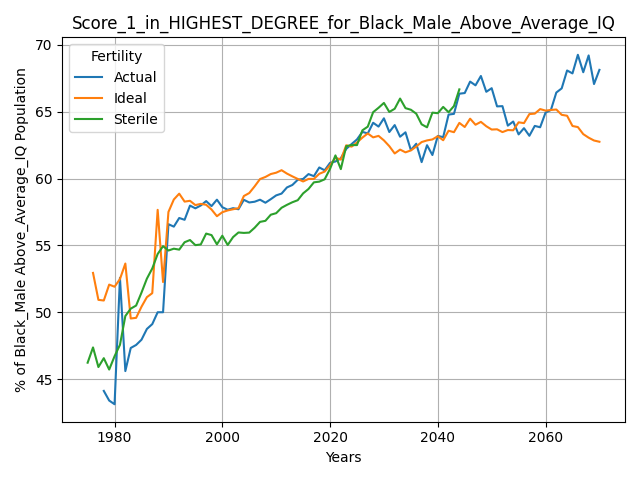 Score_1_in_HIGHEST_DEGREE_for_Black_Male_Above_Average_IQ
Fertility
Actual
Ideal
Sterile
% of Black_Male Above_Average_IQ Population
70
65
60
55
50
45
1980
2000
2020
2040
2060
Years